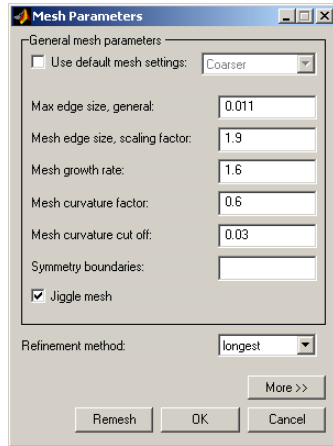 Mesh Parameters
General mesh parameters
Use default mesh settings: Coarser
Max edge size, general: 0.011
Mesh edge size, scaling factor: 1.9
Mesh growth rate: 1.6
Mesh curvature factor: 0.6
Mesh curvature cut off: 0.03
Symmetry boundaries:
Jiggle mesh
Refinement method: longest
More >>
Remesh OK Cancel